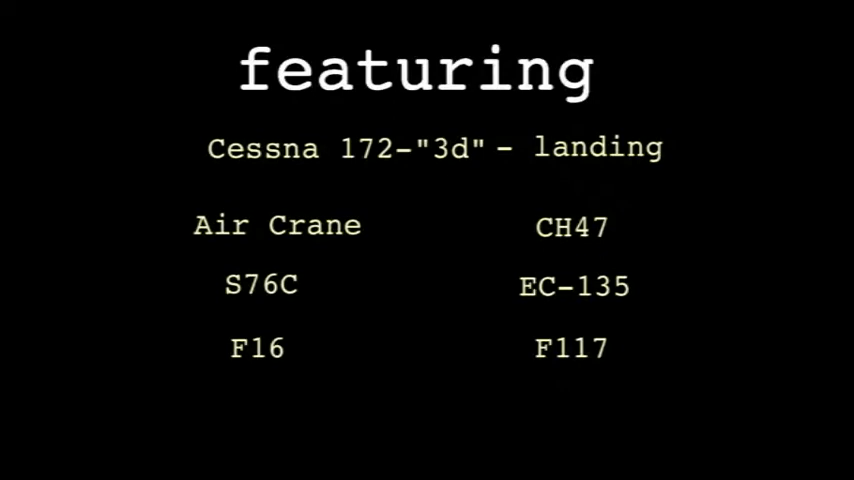 featuring
Cessna 172-"3d" - landing
Air Crane CH47
S76C EC-135
F16 F117